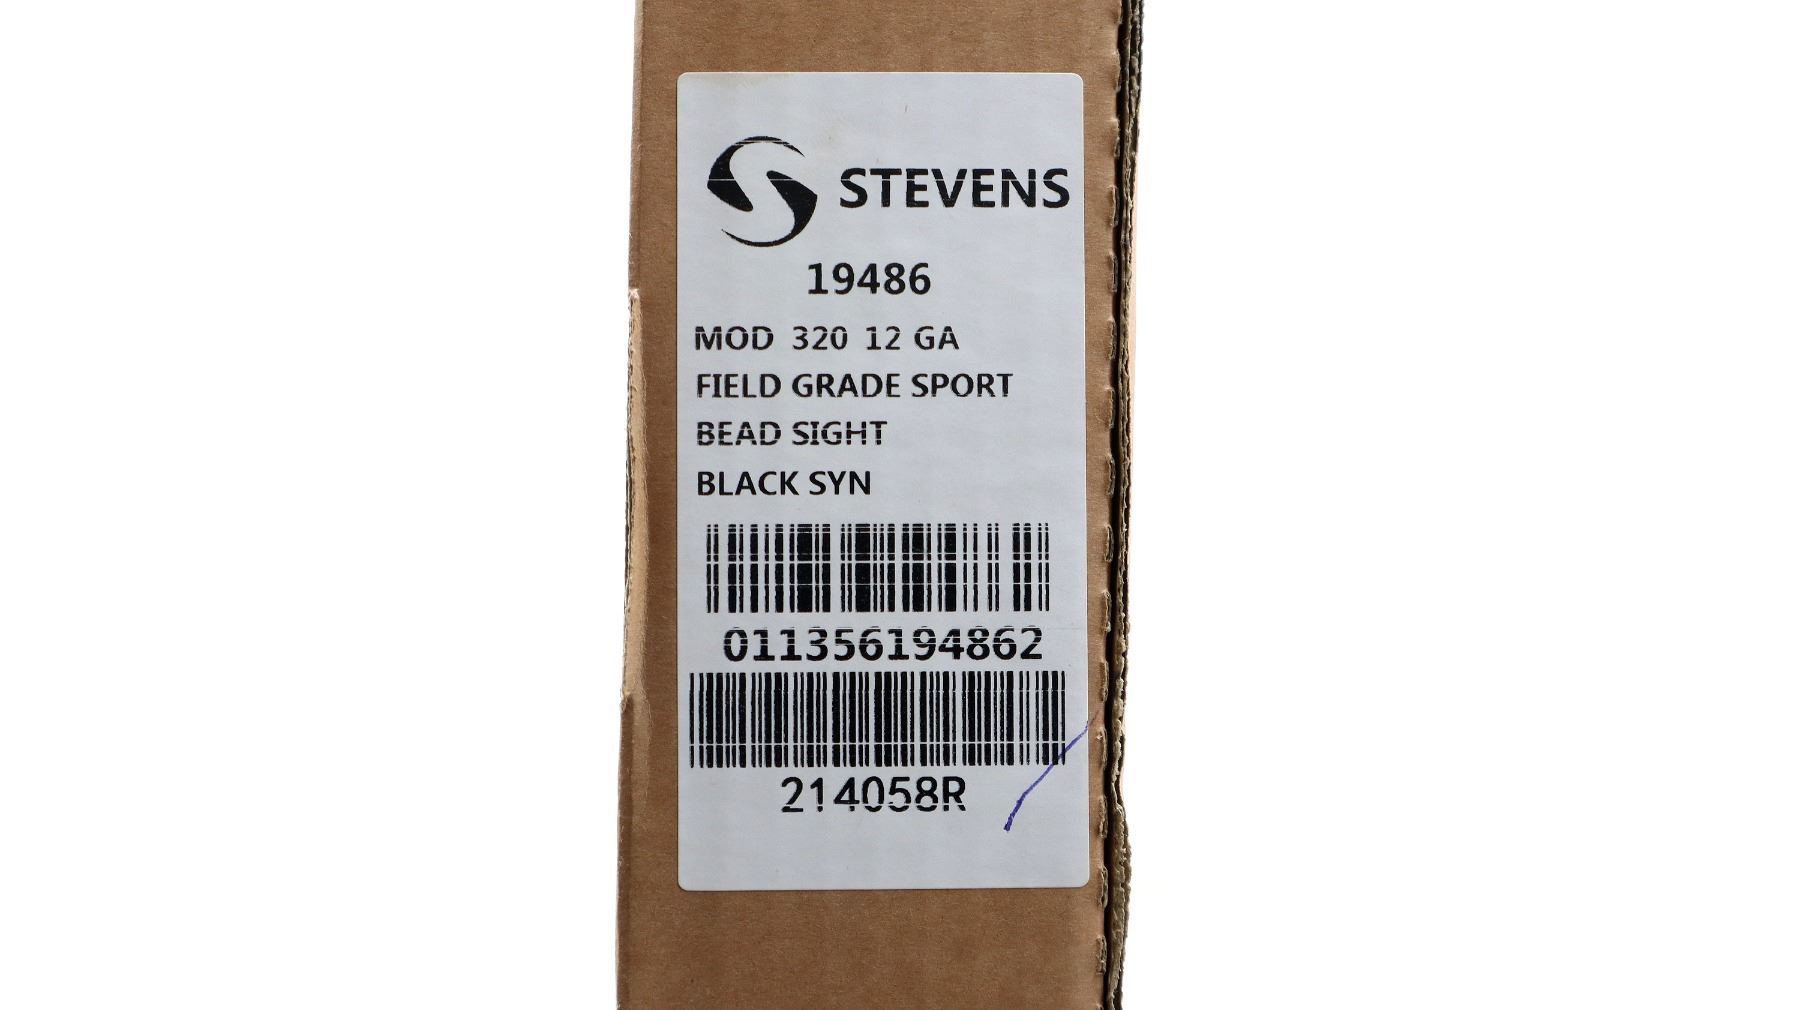 STEVENS
19486
MOD 320 12 GA
FIELD GRADE SPORT
BEAD SIGHT
BLACK SYN
011356194862
214058R